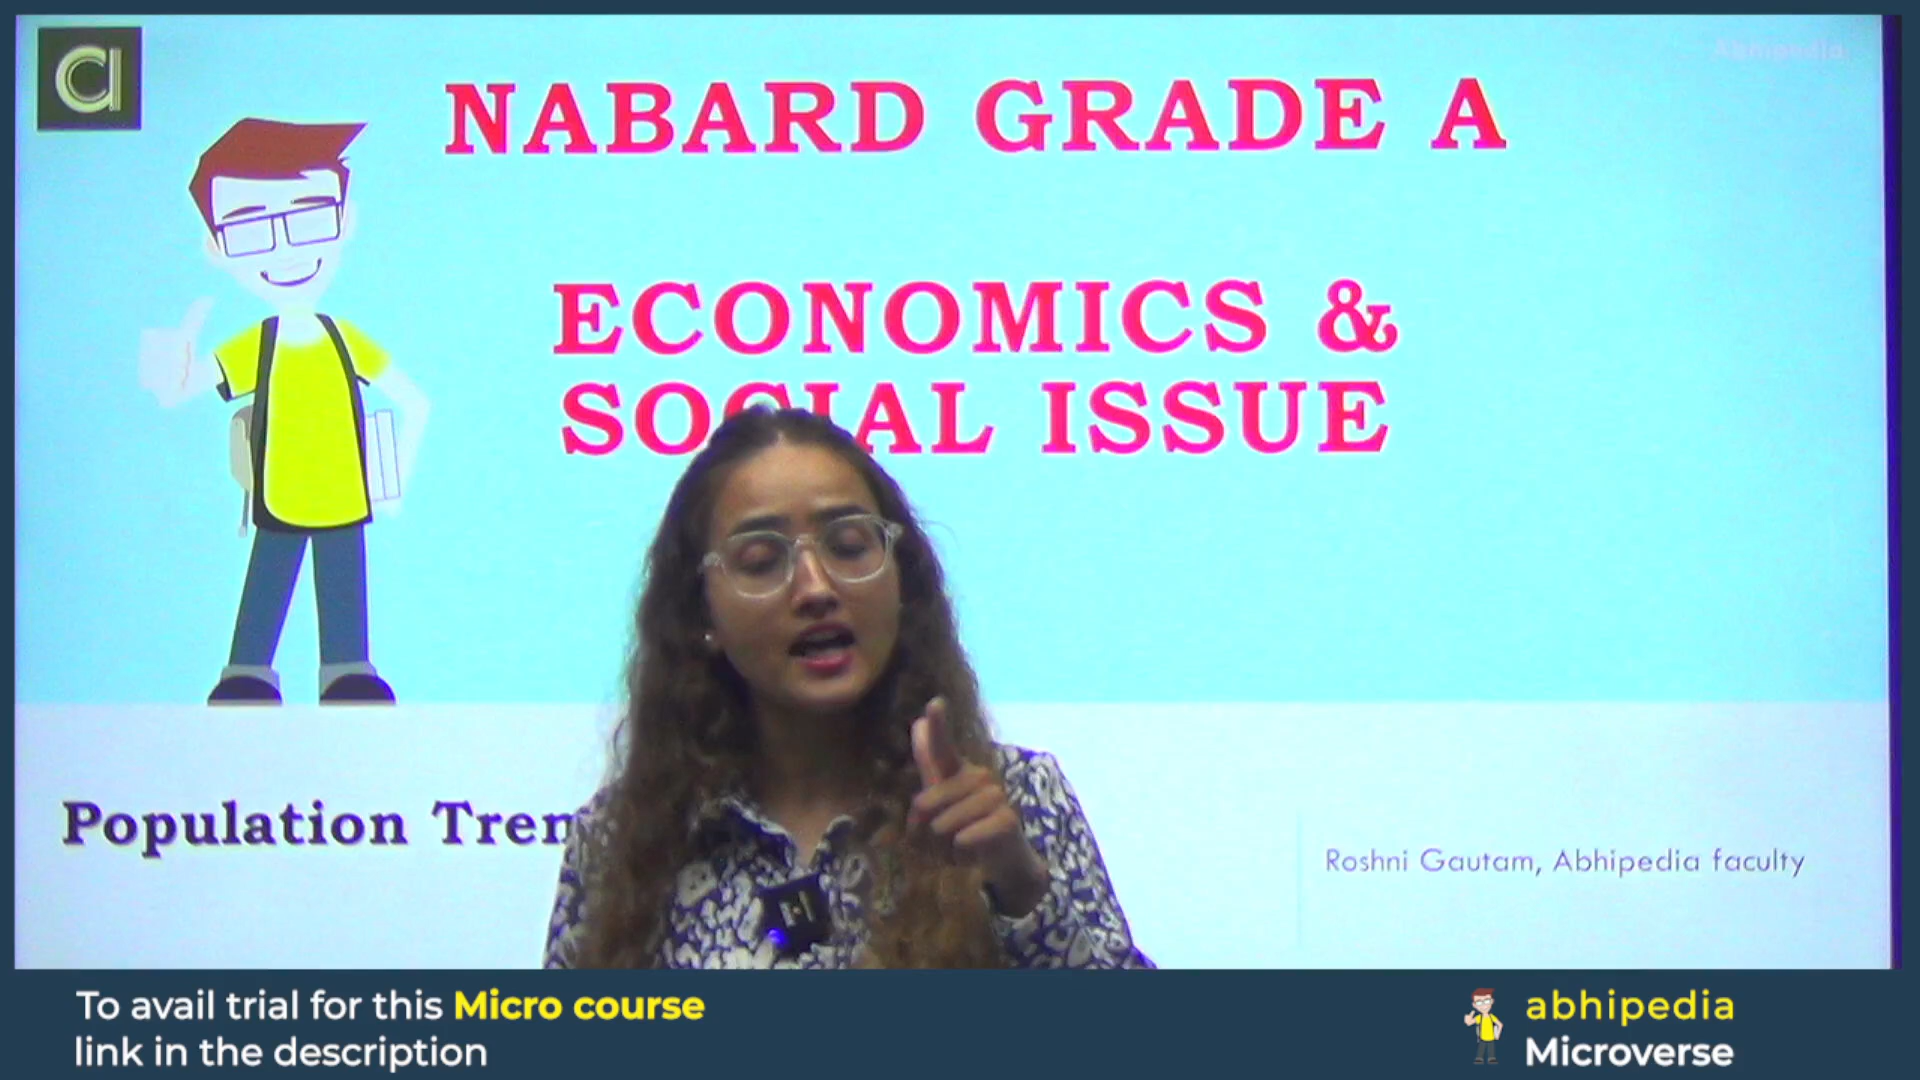 Abhipedia
NABARD GRADE A
ECONOMICS &
SOCIAL ISSUE
Population Tren
Roshni Gautam, Abhipedia faculty
To avail trial for this Micro course
link in the description
abhipedia
Microverse